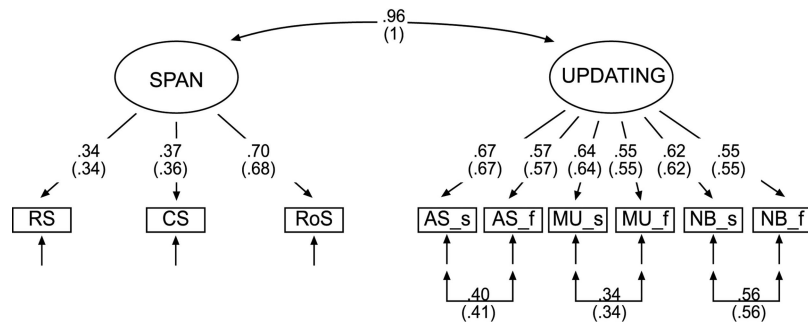 .96
(1)
SPAN
UPDATING
.34
(.34)
.37
(.36)
.70
(.68)
.67
(.67)
.57
(.57)
.64
(.64)
.55
(.55)
.62
(.62)
.55
(.55)
RS
CS
RoS
AS_s
AS_f
MU_s
MU_f
NB_s
NB_f
.40
(.41)
.34
(.34)
.56
(.56)